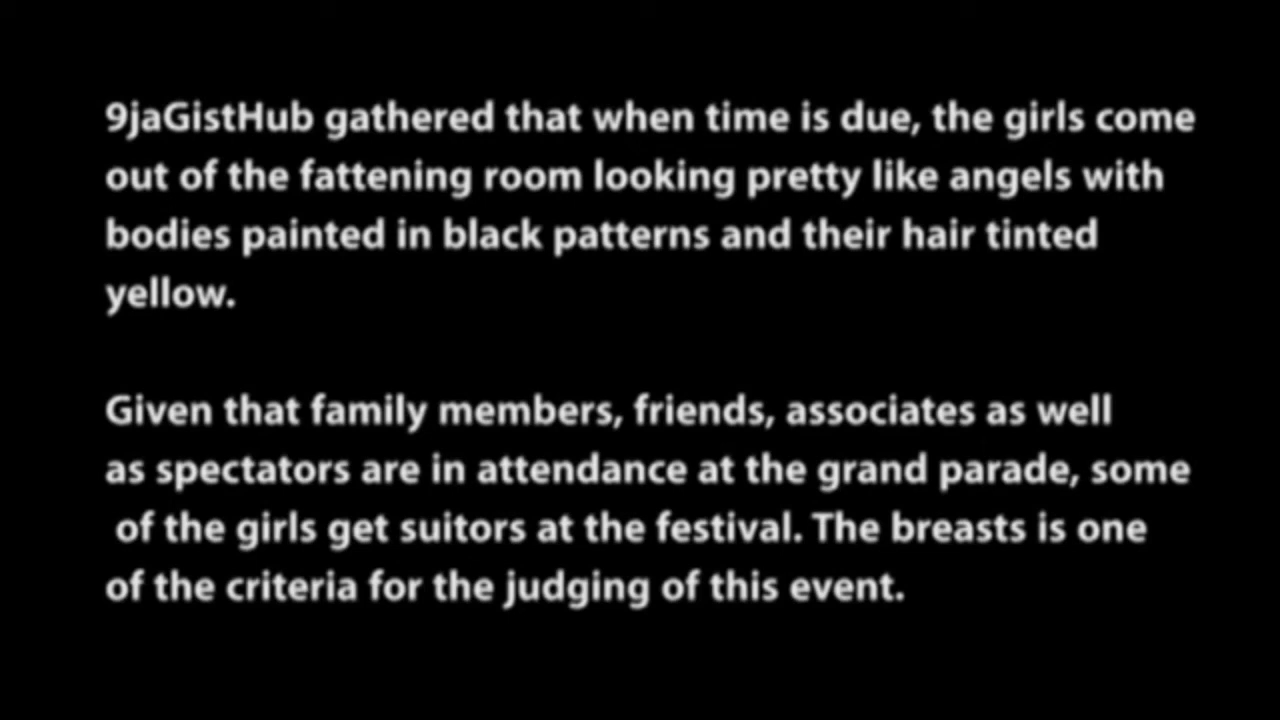 9jaGistHub gathered that when time is due, the girls come
out of the fattening room looking pretty like angels with
bodies painted in black patterns and their hair tinted
yellow.
Given that family members, friends, associates as well
as spectators are in attendance at the grand parade, some
of the girls get suitors at the festival. The breasts is one
of the criteria for the judging of this event.